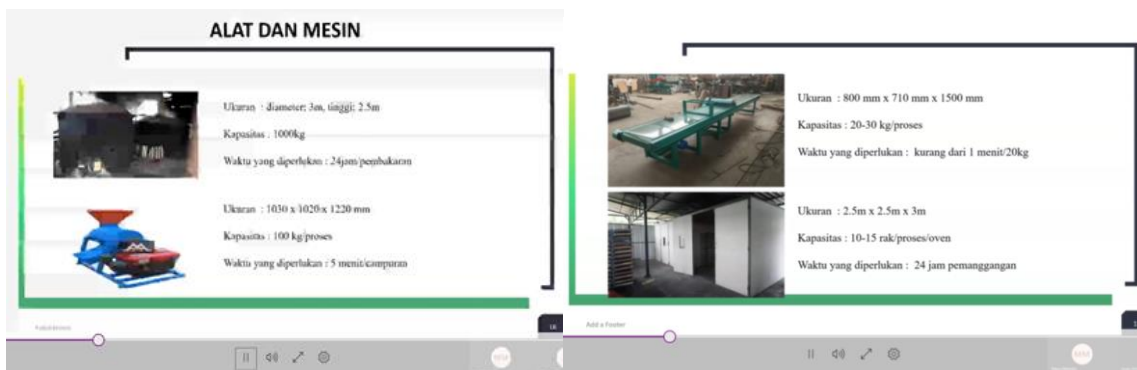 ALAT DAN MESIN
Ukuran : diameter: 3m, tinggi: 2.5m
Kapasitas : 1000kg
Waktu yang diperlukan : 24jam/pembakaran
Ukuran : 1030 x 1020 x 1220 mm
Kapasitas : 100 kg/proses
Waktu yang diperlukan : 5 menit/campuran
Ukuran : 800 mm x 710 mm x 1500 mm
Kapasitas : 20-30 kg/proses
Waktu yang diperlukan : kurang dari 1 menit/20kg
Ukuran : 2.5m x 2.5m x 3m
Kapasitas : 10-15 rak/proses/oven
Waktu yang diperlukan : 24 jam pemanggangan
Add a Footer